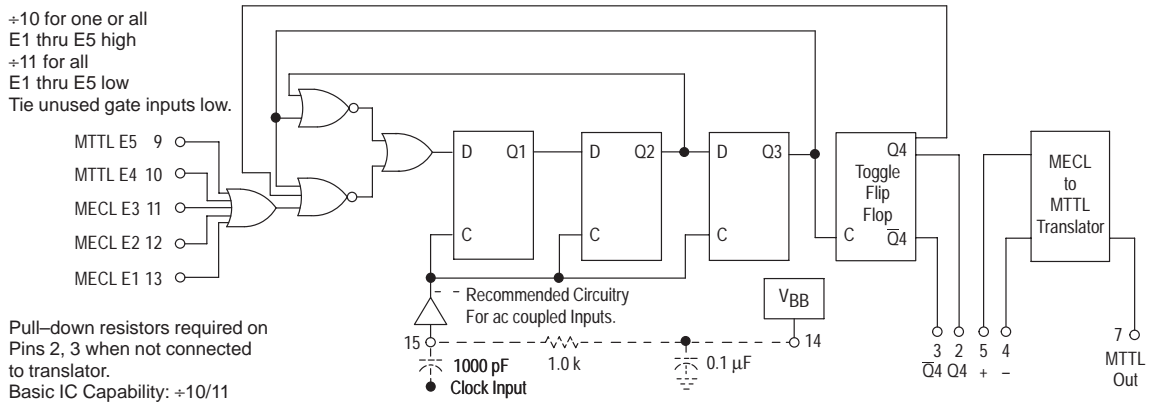 ÷10 for one or all
E1 thru E5 high
÷11 for all
E1 thru E5 low
Tie unused gate inputs low.
MTTL E5 9
MTTL E4 10
MECL E3 11
MECL E2 12
MECL E1 13
D Q1
C
D Q2
C
D Q3
C
Q4
Toggle
Flip
Flop
C Q̅4
MECL
to
MTTL
Translator
Recommended Circuitry
For ac coupled Inputs.
VBB
15
1.0 k
14
1000 pF
0.1 µF
Clock Input
3 2 5 4
Q̅4 Q4 + –
7
MTTL
Out
Pull–down resistors required on
Pins 2, 3 when not connected
to translator.
Basic IC Capability: ÷10/11